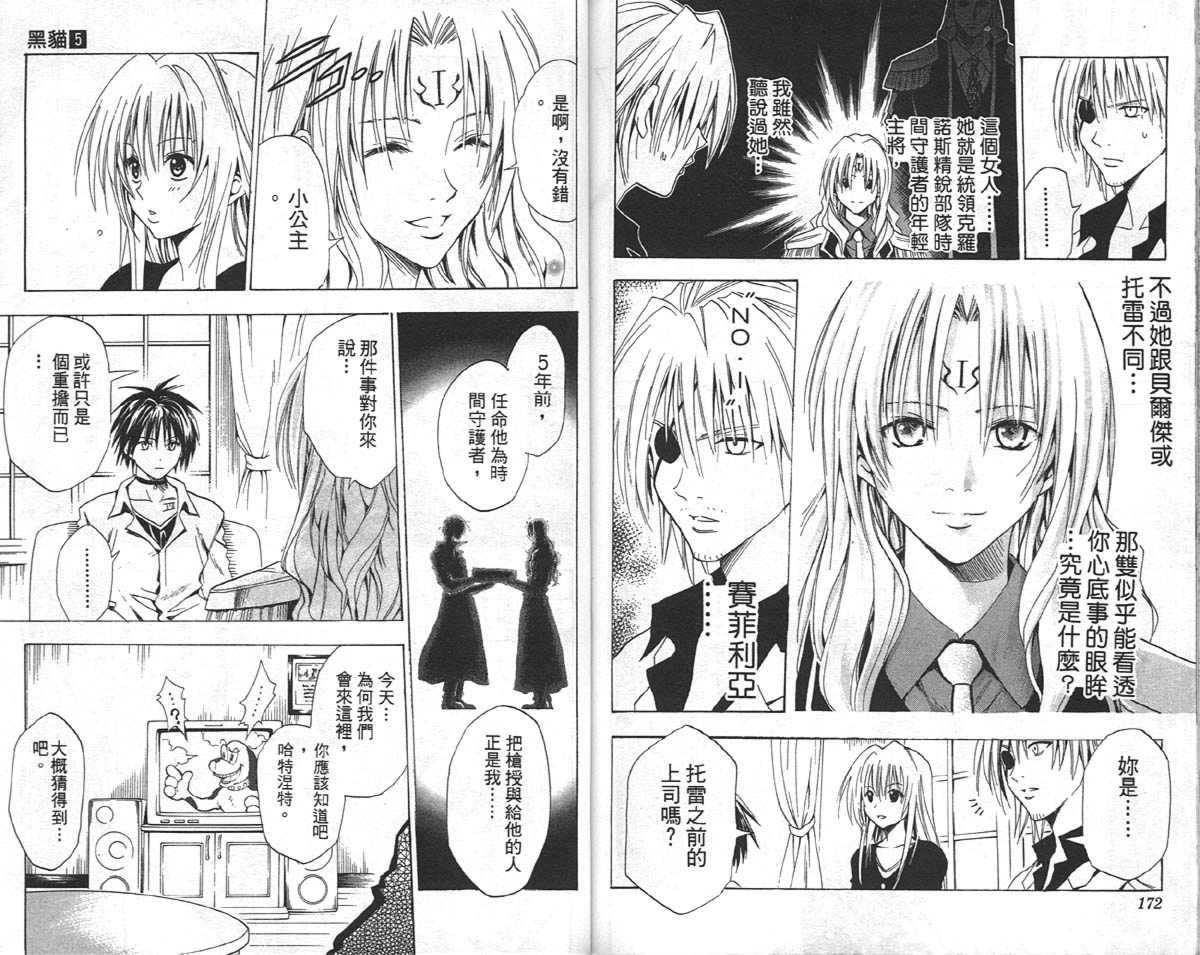 ………
這個女人……
她就是統領克羅
諾斯精銳部隊時
間守護者的年輕
主將，
我雖然
聽說過她…
不過她跟貝爾傑或
托雷不同…
I
那雙似乎能看透
你心底事的眼眸
…究竟是什麼？
"NO.I"
賽菲利亞
……
妳是……
托雷之前的
上司嗎？
172
黑貓5
是啊，沒有錯
。
I
小公主
。
5年前，
任命他為時
間守護者，
把槍授與給他的人
正是我……
那件事對你來
說…
或許只是
個重擔而已
…
………
今天…
為何我們
會來這裡，
你應該知道吧
，
哈特涅特
……
…？
大概猜得到…
吧。